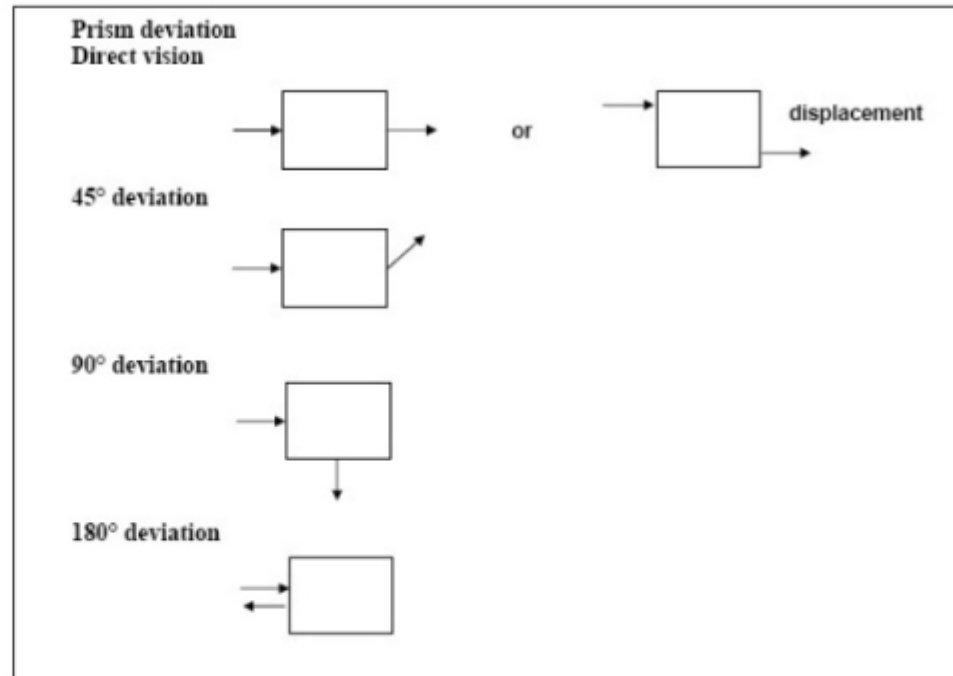 Prism deviation
Direct vision
or
displacement
45° deviation
90° deviation
180° deviation